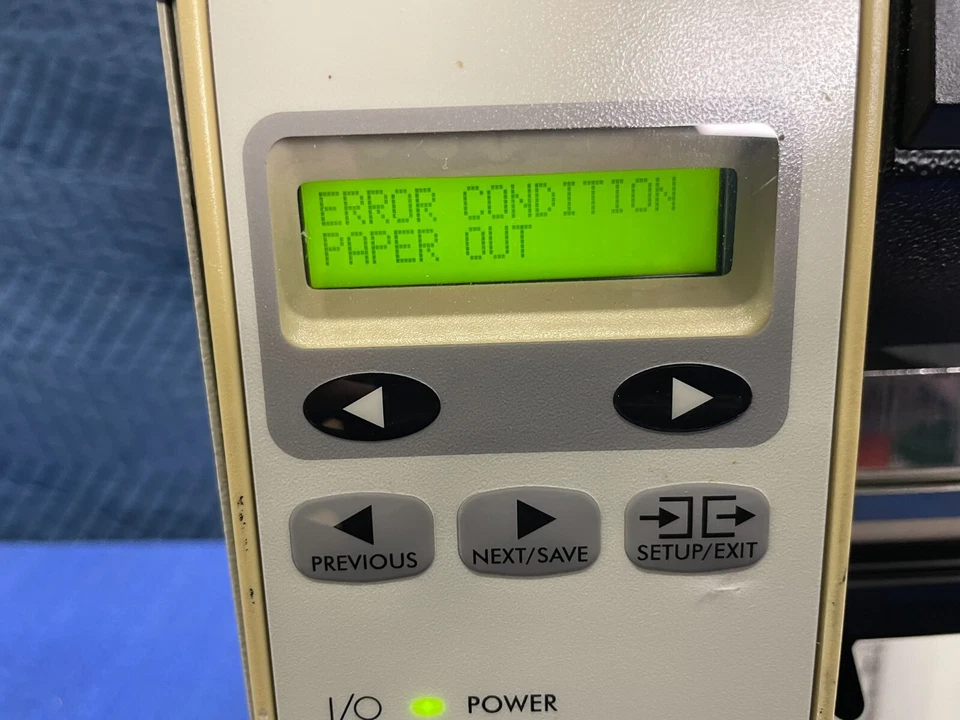 ERROR CONDITION
PAPER OUT
PREVIOUS
NEXT/SAVE
SETUP/EXIT
I/O POWER